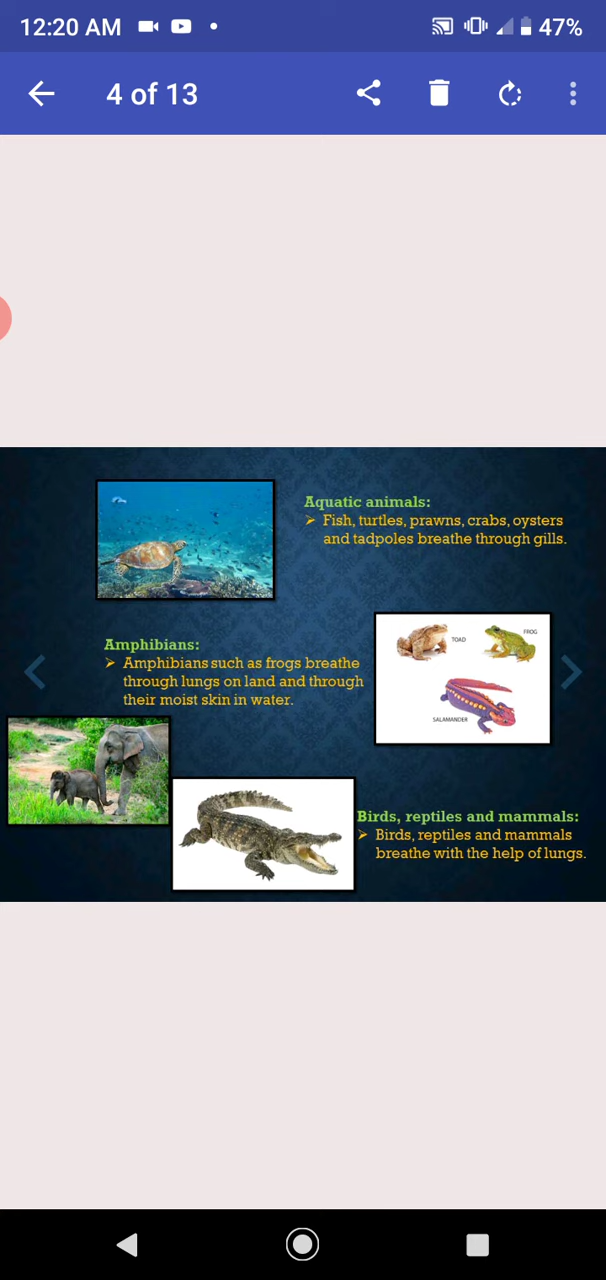 12:20 AM
47%
4 of 13
Aquatic animals:
Fish, turtles, prawns, crabs, oysters
and tadpoles breathe through gills.
TOAD
FROG
SALAMANDER
Amphibians:
Amphibians such as frogs breathe
through lungs on land and through
their moist skin in water.
Birds, reptiles and mammals:
Birds, reptiles and mammals
breathe with the help of lungs.